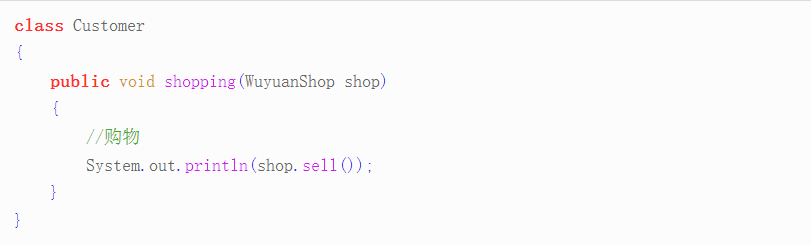 class Customer
{
    public void shopping(WuyuanShop shop)
    {
        //购物
        System.out.println(shop.sell());
    }
}